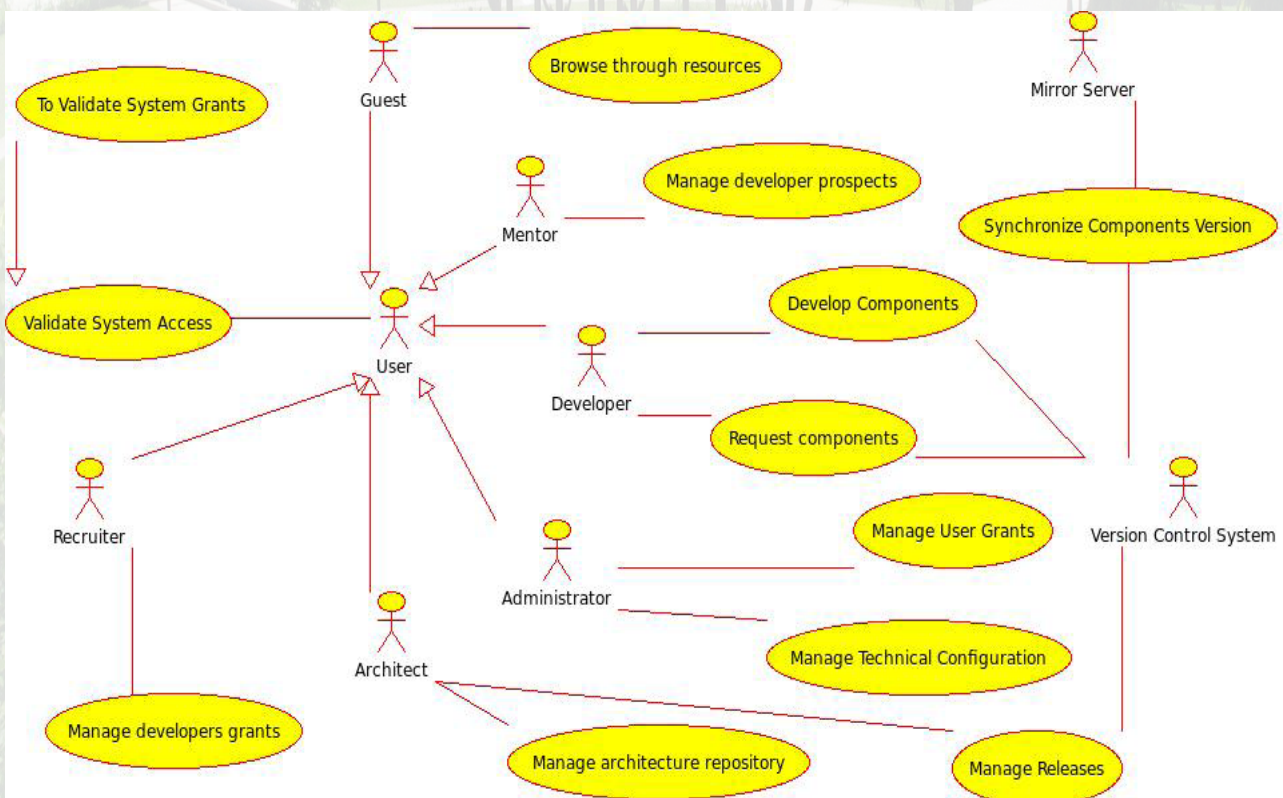 Guest
Browse through resources
Mirror Server
To Validate System Grants
Mentor
Manage developer prospects
Synchronize Components Version
Validate System Access
User
Develop Components
Developer
Request components
Recruiter
Administrator
Manage User Grants
Version Control System
Architect
Manage Technical Configuration
Manage developers grants
Manage architecture repository
Manage Releases